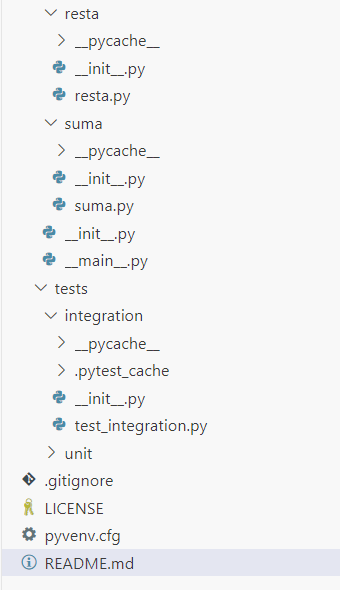 resta
__pycache__
__init__.py
resta.py
suma
__pycache__
__init__.py
suma.py
__init__.py
__main__.py
tests
integration
__pycache__
.pytest_cache
__init__.py
test_integration.py
unit
.gitignore
LICENSE
pyvenv.cfg
README.md